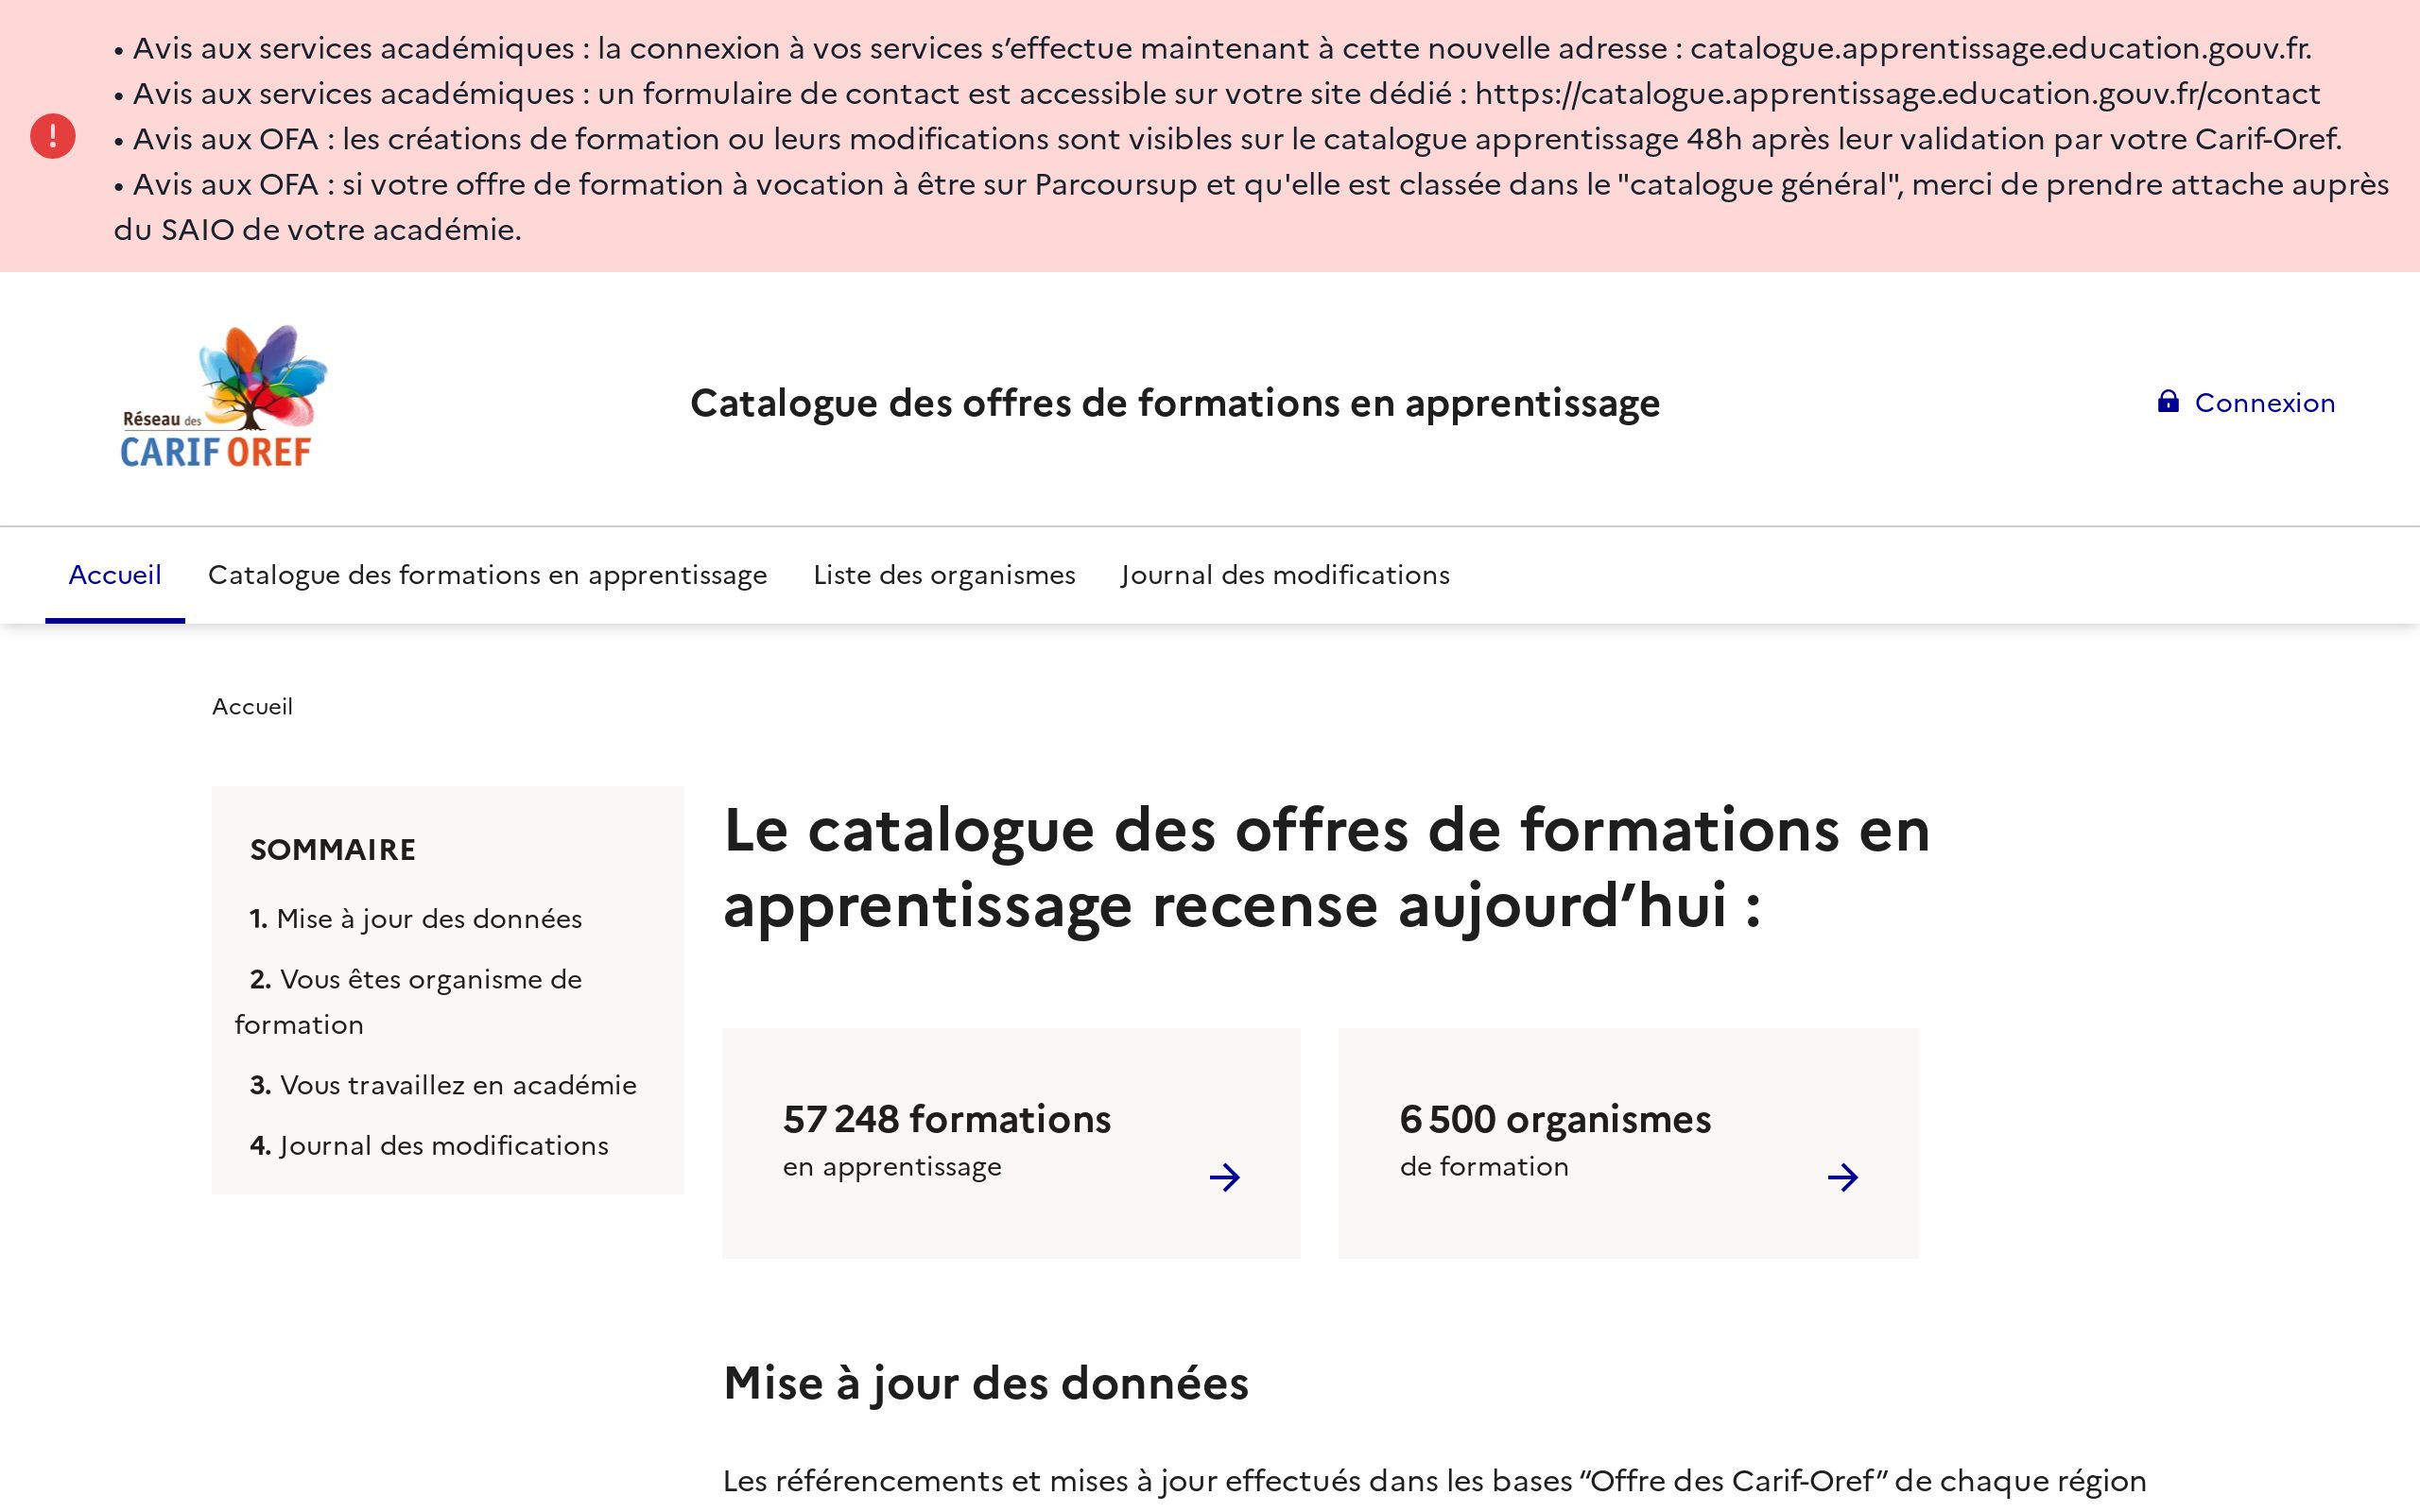 • Avis aux services académiques : la connexion à vos services s’effectue maintenant à cette nouvelle adresse : catalogue.apprentissage.education.gouv.fr.
• Avis aux services académiques : un formulaire de contact est accessible sur votre site dédié : https://catalogue.apprentissage.education.gouv.fr/contact
• Avis aux OFA : les créations de formation ou leurs modifications sont visibles sur le catalogue apprentissage 48h après leur validation par votre Carif-Oref.
• Avis aux OFA : si votre offre de formation à vocation à être sur Parcoursup et qu'elle est classée dans le "catalogue général", merci de prendre attache auprès
du SAIO de votre académie.
Réseau des
CARIF OREF
Catalogue des offres de formations en apprentissage
Connexion
Accueil
Catalogue des formations en apprentissage
Liste des organismes
Journal des modifications
Accueil
SOMMAIRE
1. Mise à jour des données
2. Vous êtes organisme de
formation
3. Vous travaillez en académie
4. Journal des modifications
Le catalogue des offres de formations en
apprentissage recense aujourd’hui :
57 248 formations
en apprentissage
6 500 organismes
de formation
Mise à jour des données
Les référencements et mises à jour effectués dans les bases “Offre des Carif-Oref” de chaque région